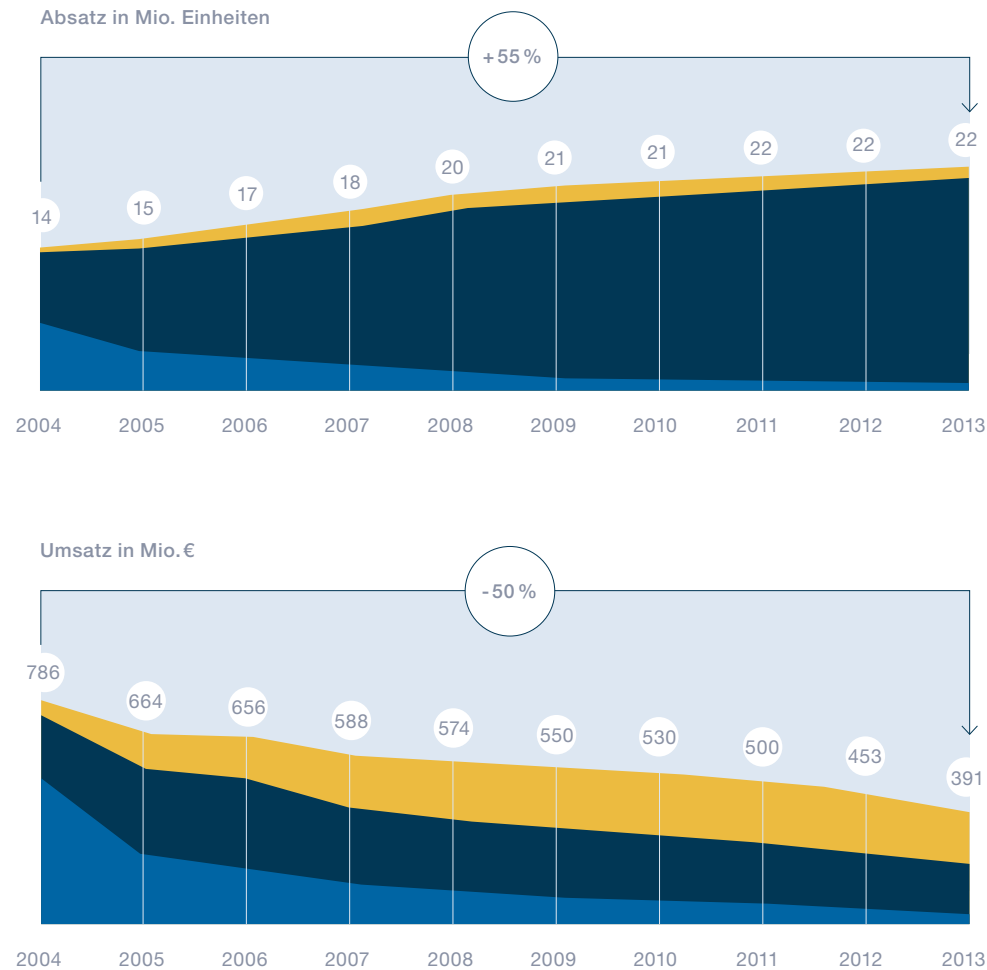 Absatz in Mio. Einheiten
+55 %
14 15 17 18 20 21 21 22 22 22
2004 2005 2006 2007 2008 2009 2010 2011 2012 2013
Umsatz in Mio. €
-50 %
786 664 656 588 574 550 530 500 453 391
2004 2005 2006 2007 2008 2009 2010 2011 2012 2013